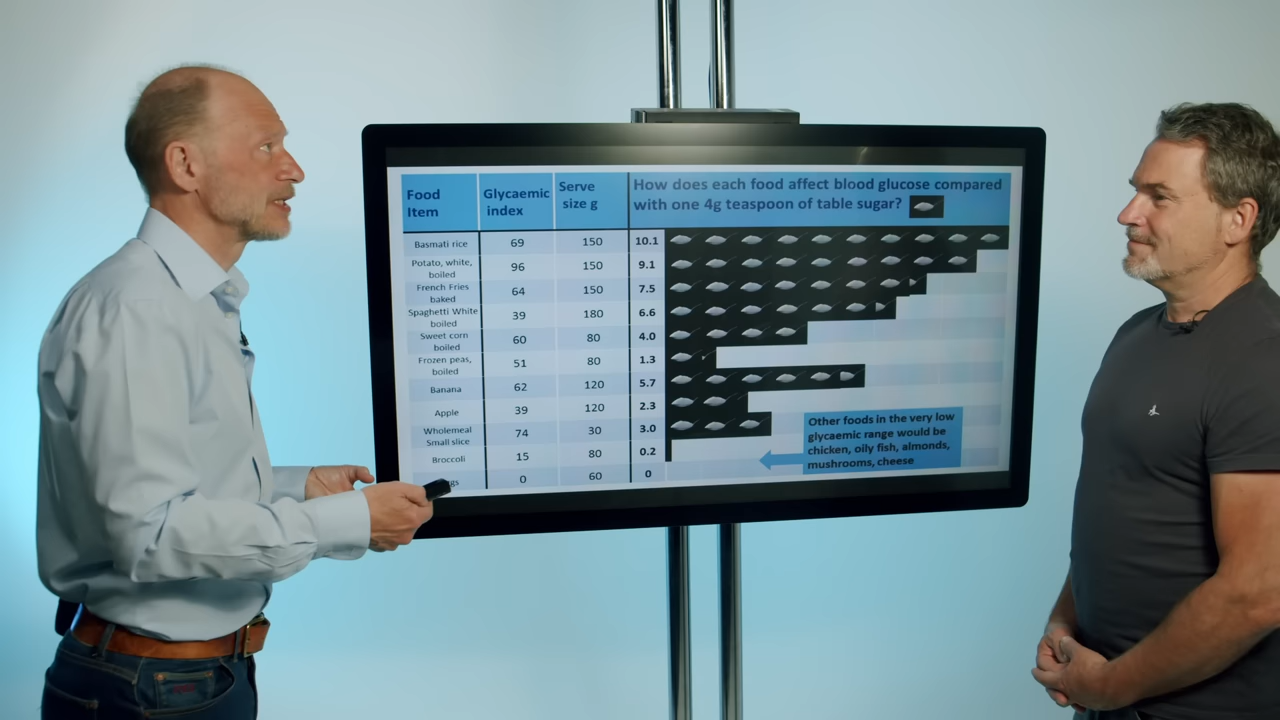 Food Item
Glycaemic index
Serve size g
How does each food affect blood glucose compared
with one 4g teaspoon of table sugar?
Basmati rice 69 150 10.1
Potato, white, boiled 96 150 9.1
French Fries baked 64 150 7.5
Spaghetti White boiled 39 180 6.6
Sweet corn boiled 60 80 4.0
Frozen peas, boiled 51 80 1.3
Banana 62 120 5.7
Apple 39 120 2.3
Wholemeal Small slice 74 30 3.0
Broccoli 15 80 0.2
0 60 0
Other foods in the very low
glycaemic range would be
chicken, oily fish, almonds,
mushrooms, cheese